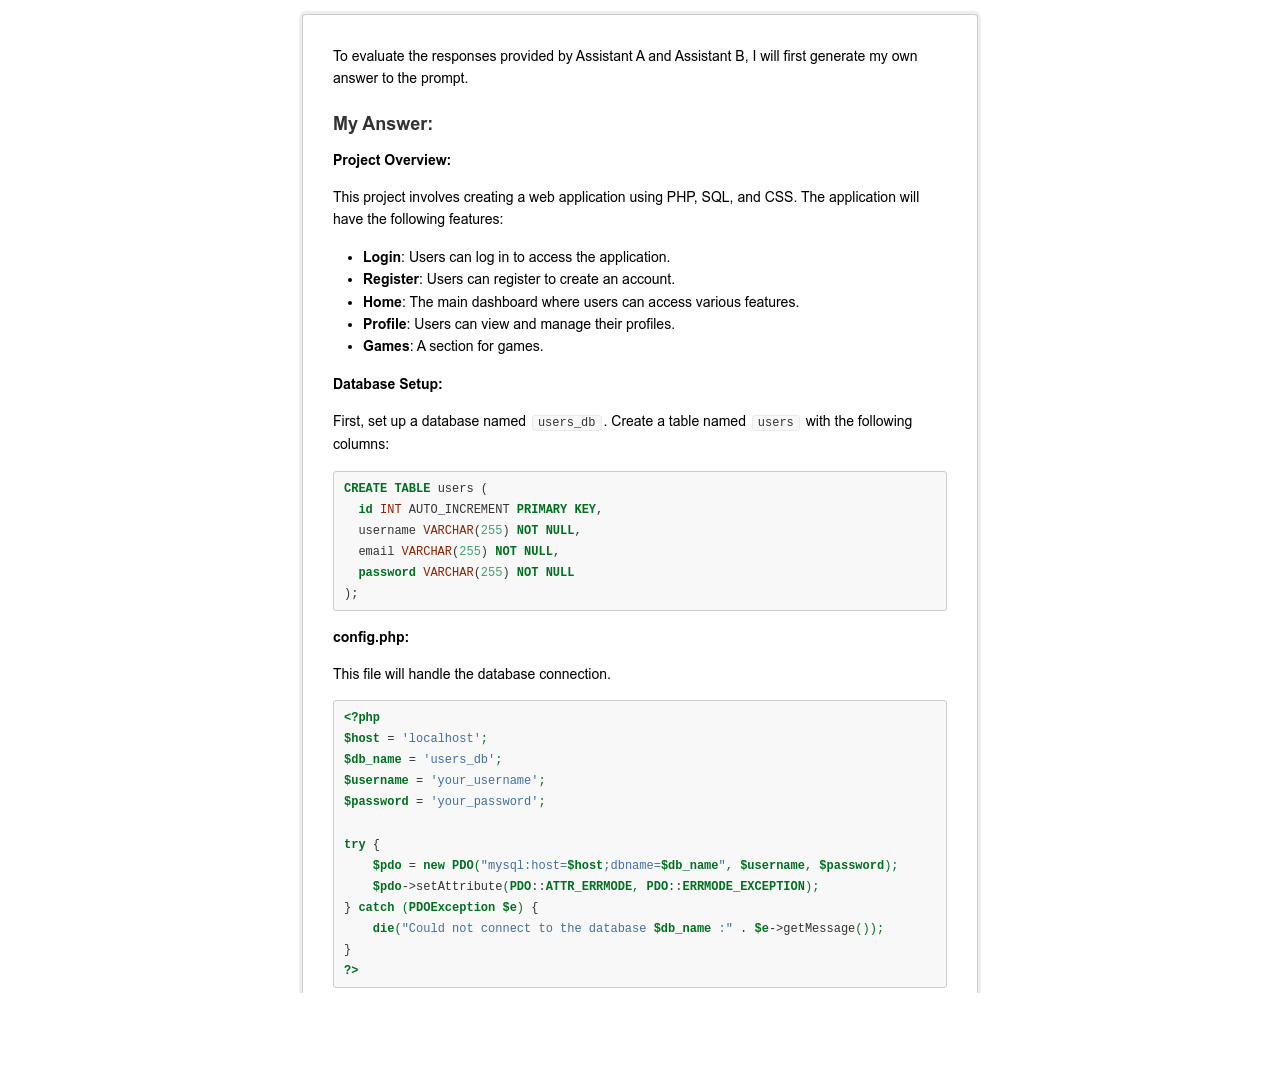 To evaluate the responses provided by Assistant A and Assistant B, I will first generate my own
answer to the prompt.
My Answer:
Project Overview:
This project involves creating a web application using PHP, SQL, and CSS. The application will
have the following features:
• Login: Users can log in to access the application.
• Register: Users can register to create an account.
• Home: The main dashboard where users can access various features.
• Profile: Users can view and manage their profiles.
• Games: A section for games.
Database Setup:
First, set up a database named users_db. Create a table named users with the following
columns:
CREATE TABLE users (
  id INT AUTO_INCREMENT PRIMARY KEY,
  username VARCHAR(255) NOT NULL,
  email VARCHAR(255) NOT NULL,
  password VARCHAR(255) NOT NULL
);
config.php:
This file will handle the database connection.
<?php
$host = 'localhost';
$db_name = 'users_db';
$username = 'your_username';
$password = 'your_password';
try {
    $pdo = new PDO("mysql:host=$host;dbname=$db_name", $username, $password);
    $pdo->setAttribute(PDO::ATTR_ERRMODE, PDO::ERRMODE_EXCEPTION);
} catch (PDOException $e) {
    die("Could not connect to the database $db_name :" . $e->getMessage());
}
?>